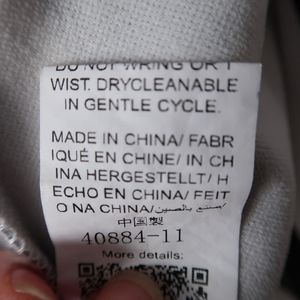 DO NOT WRING OR T
WIST. DRYCLEANABLE
IN GENTLE CYCLE.
MADE IN CHINA/ FABR
IQUÉ EN CHINE/ IN CH
INA HERGESTELLT/ H
ECHO EN CHINA/ FEIT
O NA CHINA/ صنع بالصين/
中国製
40884-11
More details: